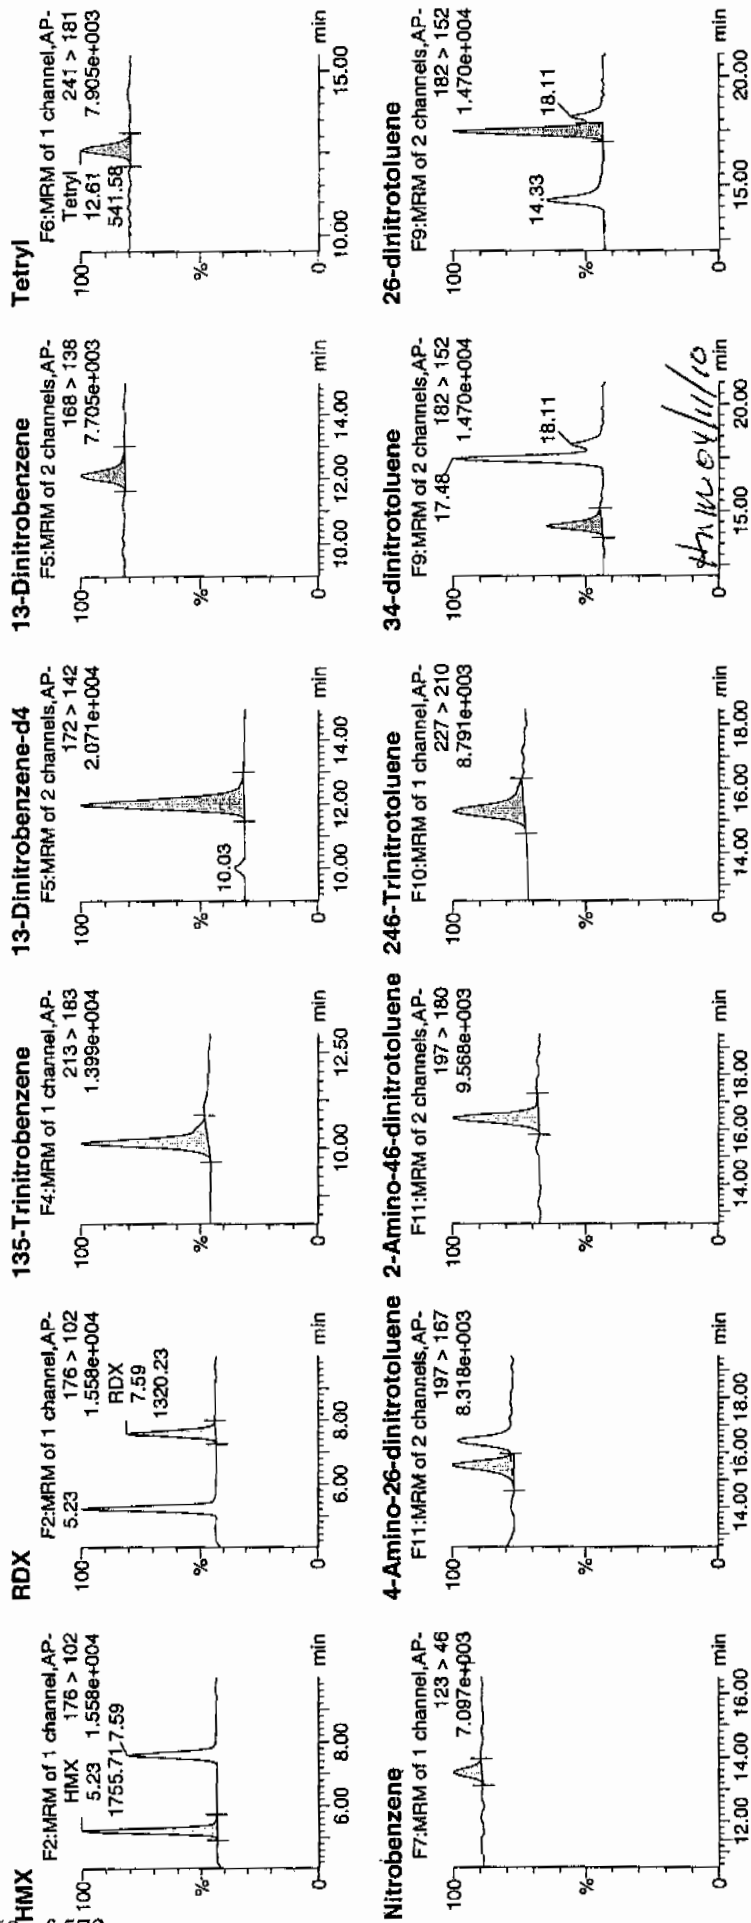 HMX
F2:MRM of 1 channel,AP-
HMX 176 > 102
5.23 1.558e+004
1755.71 7.59
100
%
0
6.00 8.00 min
RDX
F2:MRM of 1 channel,AP-
5.23 176 > 102
1.558e+004
RDX
7.59
1320.23
100
%
0
6.00 8.00 min
135-Trinitrobenzene
F4:MRM of 1 channel,AP-
213 > 183
1.399e+004
100
%
0
10.00 12.50 min
13-Dinitrobenzene-d4
F5:MRM of 2 channels,AP-
172 > 142
2.071e+004
10.03
100
%
0
10.00 12.00 14.00 min
13-Dinitrobenzene
F5:MRM of 2 channels,AP-
168 > 138
7.705e+003
100
%
0
10.00 12.00 14.00 min
Tetryl
F6:MRM of 1 channel,AP-
Tetryl 241 > 181
12.61 7.905e+003
541.58
100
%
0
10.00 15.00 min
Nitrobenzene
F7:MRM of 1 channel,AP-
123 > 46
7.097e+003
100
%
0
12.00 14.00 16.00 min
4-Amino-26-dinitrotoluene
F11:MRM of 2 channels,AP-
197 > 167
8.318e+003
100
%
0
14.00 16.00 18.00 min
2-Amino-46-dinitrotoluene
F11:MRM of 2 channels,AP-
197 > 180
9.568e+003
100
%
0
14.00 16.00 18.00 min
246-Trinitrotoluene
F10:MRM of 1 channel,AP-
227 > 210
8.791e+003
100
%
0
14.00 16.00 18.00 min
34-dinitrotoluene
F9:MRM of 2 channels,AP-
17.48 182 > 152
1.470e+004
18.11
100
%
0
15.00 20.00 min
04/11/10
26-dinitrotoluene
F9:MRM of 2 channels,AP-
182 > 152
1.470e+004
14.33 18.11
100
%
0
15.00 20.00 min